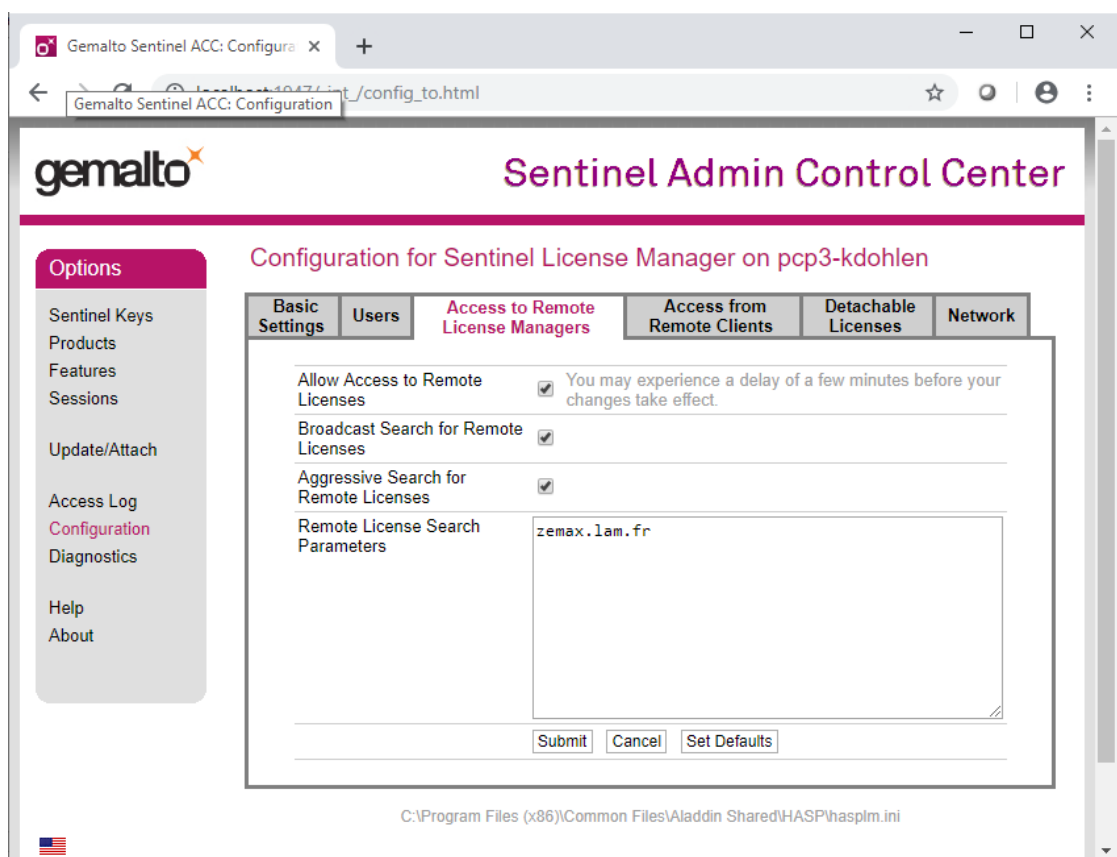 Gemalto Sentinel ACC: Configura
_/config_to.html
Gemalto Sentinel ACC: Configuration
gemalto
Sentinel Admin Control Center
Options
Sentinel Keys
Products
Features
Sessions
Update/Attach
Access Log
Configuration
Diagnostics
Help
About
Configuration for Sentinel License Manager on pcp3-kdohlen
Basic
Settings
Users
Access to Remote
License Managers
Access from
Remote Clients
Detachable
Licenses
Network
Allow Access to Remote
Licenses
You may experience a delay of a few minutes before your
changes take effect.
Broadcast Search for Remote
Licenses
Aggressive Search for
Remote Licenses
Remote License Search
Parameters
zemax.lam.fr
Submit Cancel Set Defaults
C:\Program Files (x86)\Common Files\Aladdin Shared\HASP\hasplm.ini